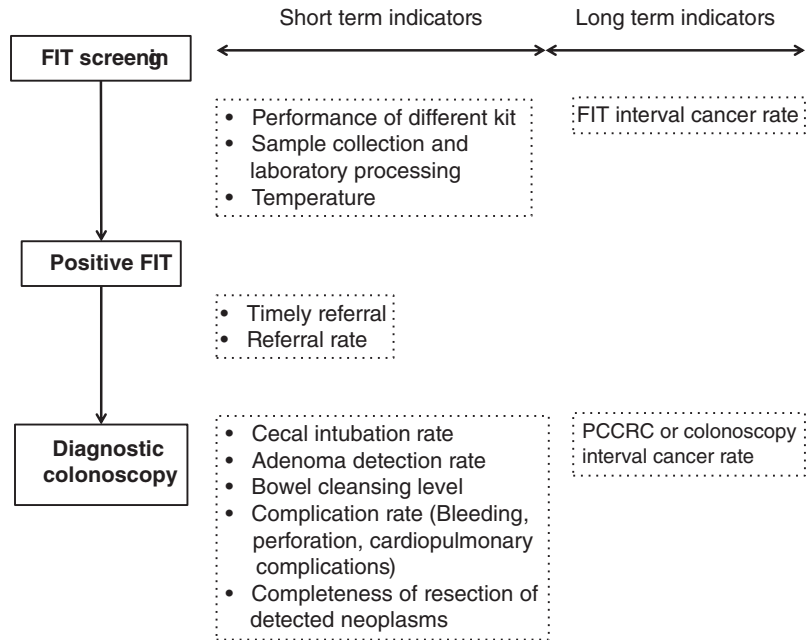 Short term indicators
Long term indicators
FIT screening
• Performance of different kit
• Sample collection and
laboratory processing
• Temperature
FIT interval cancer rate
Positive FIT
• Timely referral
• Referral rate
Diagnostic
colonoscopy
• Cecal intubation rate
• Adenoma detection rate
• Bowel cleansing level
• Complication rate (Bleeding,
perforation, cardiopulmonary
complications)
• Completeness of resection of
detected neoplasms
PCCRC or colonoscopy
interval cancer rate